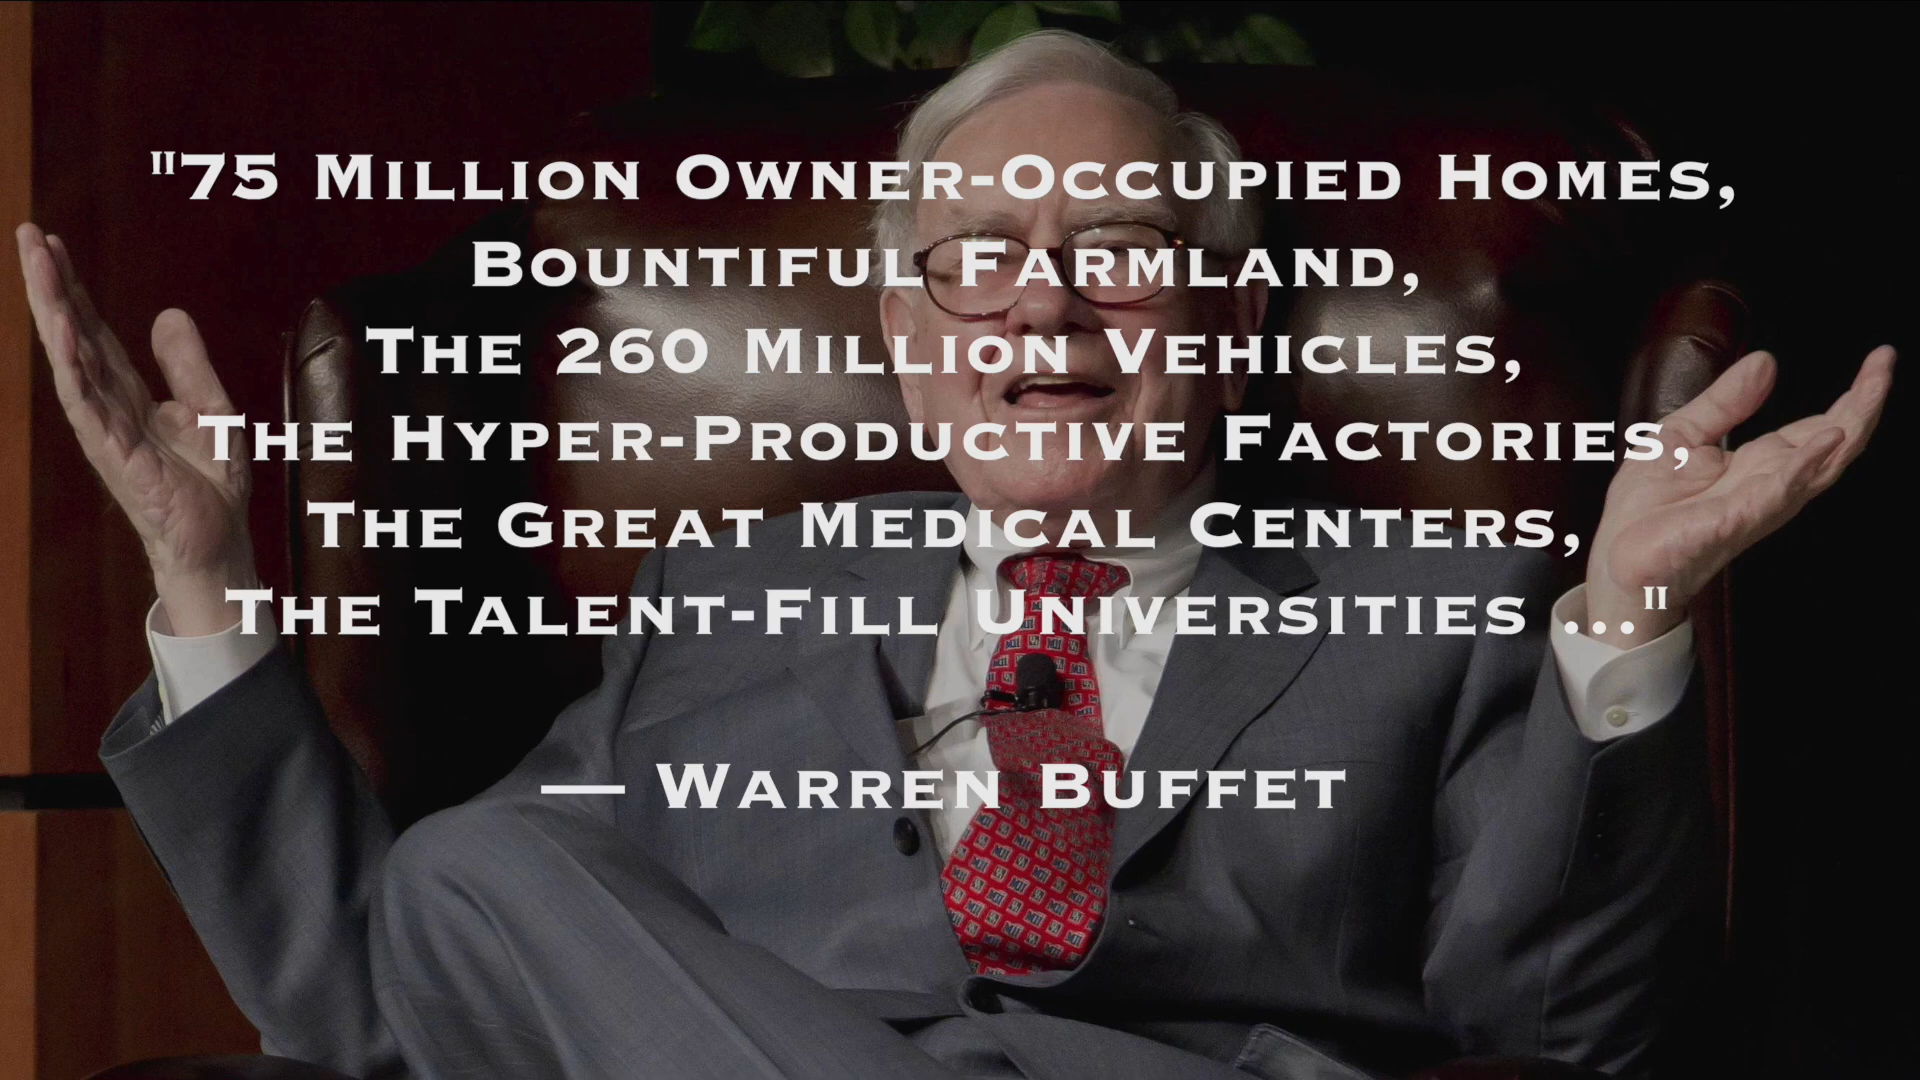 "75 Million Owner-Occupied Homes,
Bountiful Farmland,
The 260 Million Vehicles,
The Hyper-Productive Factories,
The Great Medical Centers,
The Talent-Fill Universities ..."
— Warren Buffet